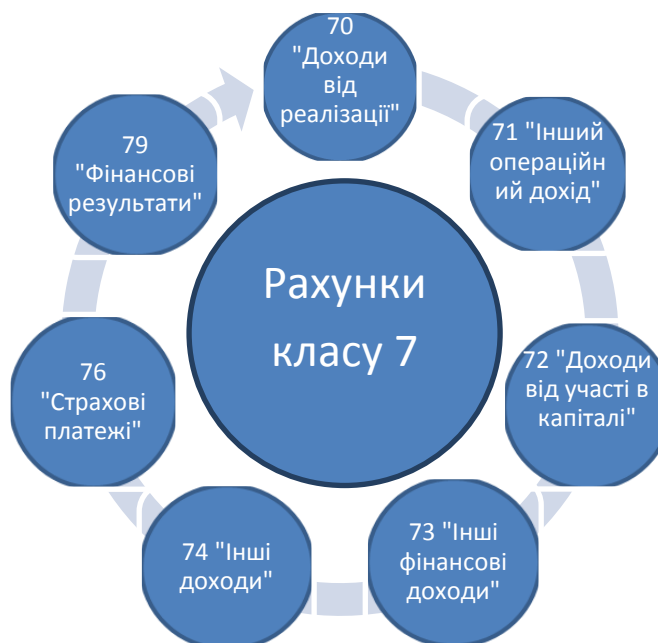 70
"Доходи
від
реалізації"
71 "Інший
операційн
ий дохід"
72 "Доходи
від участі в
капіталі"
73 "Інші
фінансові
доходи"
74 "Інші
доходи"
76
"Страхові
платежі"
79
"Фінансові
результати"
Рахунки
класу 7